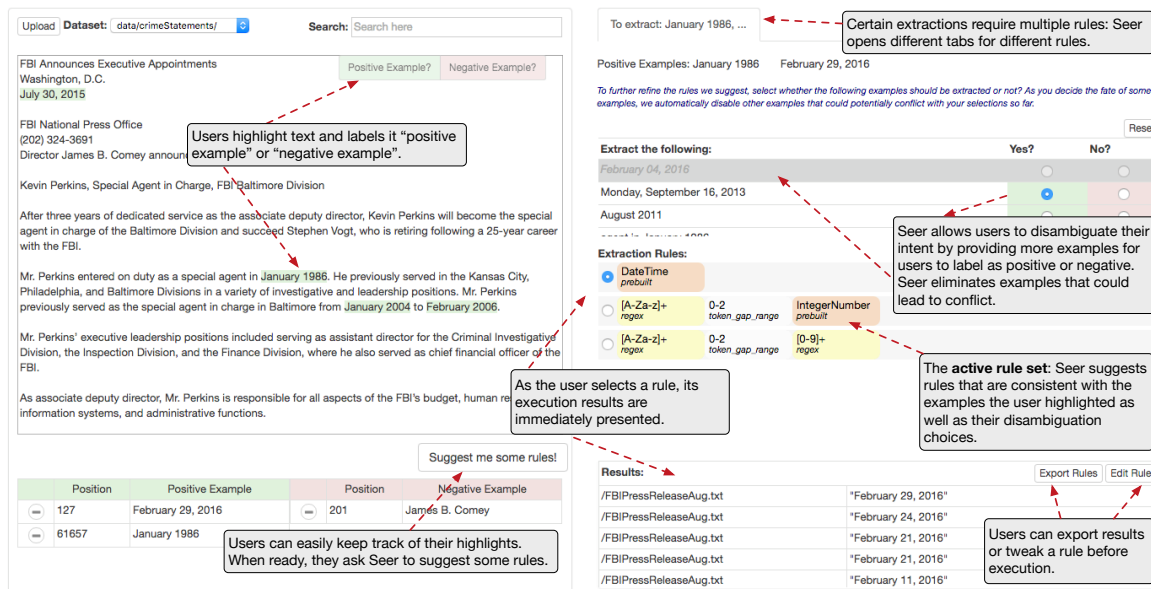 Upload Dataset: data/crimeStatements/ Search: Search here
FBI Announces Executive Appointments
Positive Example? Negative Example?
Washington, D.C.
July 30, 2015
FBI National Press Office
(202) 324-3691
Director James B. Comey announ
Users highlight text and labels it “positive
example” or “negative example”.
Kevin Perkins, Special Agent in Charge, FBI Baltimore Division
After three years of dedicated service as the associate deputy director, Kevin Perkins will become the special
agent in charge of the Baltimore Division and succeed Stephen Vogt, who is retiring following a 25-year career
with the FBI.
Mr. Perkins entered on duty as a special agent in January 1986. He previously served in the Kansas City,
Philadelphia, and Baltimore Divisions in a variety of investigative and leadership positions. Mr. Perkins
previously served as the special agent in charge in Baltimore from January 2004 to February 2006.
Mr. Perkins' executive leadership positions included serving as assistant director for the Criminal Investigative
Division, the Inspection Division, and the Finance Division, where he also served as chief financial officer of the
FBI.
As associate deputy director, Mr. Perkins is responsible for all aspects of the FBI's budget, human re
information systems, and administrative functions.
As the user selects a rule, its
execution results are
immediately presented.
Suggest me some rules!
Position Positive Example Position Negative Example
127 February 29, 2016 201 James B. Comey
61657 January 1986
Users can easily keep track of their highlights.
When ready, they ask Seer to suggest some rules.
To extract: January 1986, ...
Certain extractions require multiple rules: Seer
opens different tabs for different rules.
Positive Examples: January 1986 February 29, 2016
To further refine the rules we suggest, select whether the following examples should be extracted or not? As you decide the fate of some
examples, we automatically disable other examples that could potentially conflict with your selections so far.
Rese
Extract the following: Yes? No?
February 04, 2016
Monday, September 16, 2013
August 2011
agent in January 1986
Seer allows users to disambiguate their
intent by providing more examples for
users to label as positive or negative.
Seer eliminates examples that could
lead to conflict.
Extraction Rules:
DateTime
prebuilt
[A-Za-z]+ 0-2 IntegerNumber
regex token_gap_range prebuilt
[A-Za-z]+ 0-2 [0-9]+
regex token_gap_range regex
The active rule set: Seer suggests
rules that are consistent with the
examples the user highlighted as
well as their disambiguation
choices.
Results: Export Rules Edit Rule
/FBIPressReleaseAug.txt "February 29, 2016"
/FBIPressReleaseAug.txt "February 24, 2016"
/FBIPressReleaseAug.txt "February 21, 2016"
/FBIPressReleaseAug.txt "February 21, 2016"
/FBIPressReleaseAug.txt "February 11, 2016"
Users can export results
or tweak a rule before
execution.